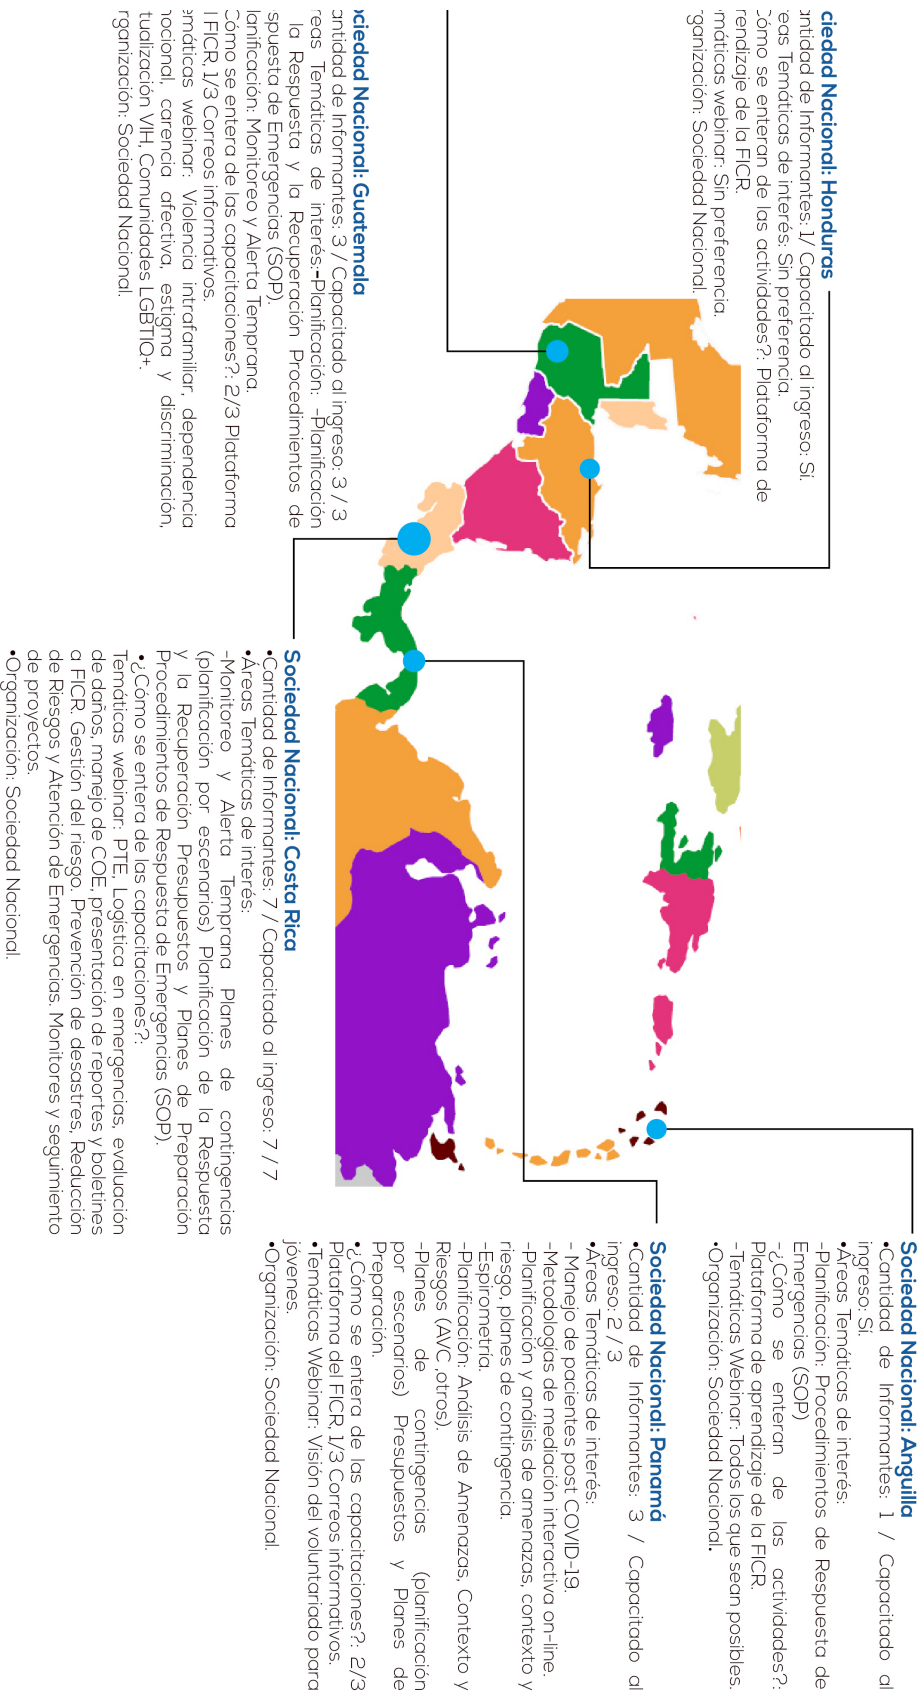 ciedad Nacional: Honduras
antidad de Informantes: 1/ Capacitado al ingreso: Si.
eas Temáticas de interés: Sin preferencia.
Cómo se enteran de las actividades?: Plataforma de
rendizaje de la FICR.
máticas webinar: Sin preferencia.
rganización: Sociedad Nacional.
ociedad Nacional: Guatemala
antidad de Informantes: 3 / Capacitado al ingreso: 3 / 3
reas Temáticas de interés:-Planificación: -Planificación
la Respuesta y la Recuperación Procedimientos de
spuesta de Emergencias (SOP).
lanificación: Monitoreo y Alerta Temprana.
Cómo se entera de las capacitaciones?: 2/3 Plataforma
l FICR, 1/3 Correos informativos.
emáticas webinar: Violencia intrafamiliar, dependencia
nocional, carencia afectiva, estigma y discriminación,
tualización VIH, Comunidades LGBTIQ+.
rganización: Sociedad Nacional.
Sociedad Nacional: Costa Rica
•Cantidad de Informantes: 7 / Capacitado al ingreso: 7 / 7
•Áreas Temáticas de interés:
-Monitoreo y Alerta Temprana Planes de contingencias
(planificación por escenarios) Planificación de la Respuesta
y la Recuperación Presupuestos y Planes de Preparación
Procedimientos de Respuesta de Emergencias (SOP).
•¿Cómo se entera de las capacitaciones?:
Temáticas webinar: PTE, Logística en emergencias, evaluación
de daños, manejo de COE, presentación de reportes y boletines
a FICR. Gestión del riesgo. Prevención de desastres, Reducción
de Riesgos y Atención de Emergencias. Monitores y seguimiento
de proyectos.
•Organización: Sociedad Nacional.
Sociedad Nacional: Anguilla
•Cantidad de Informantes: 1 / Capacitado al
ingreso: Si.
•Áreas Temáticas de interés:
-Planificación: Procedimientos de Respuesta de
Emergencias (SOP)
-¿Cómo se enteran de las actividades?:
Plataforma de aprendizaje de la FICR.
-Temáticas Webinar: Todos los que sean posibles.
•Organización: Sociedad Nacional.
Sociedad Nacional: Panamá
•Cantidad de Informantes: 3 / Capacitado al
ingreso: 2 / 3
•Áreas Temáticas de interés:
- Manejo de pacientes post COVID-19.
-Metodologías de mediación interactiva on-line.
-Planificación y análisis de amenazas, contexto y
riesgo, planes de contingencia.
-Espirometría.
-Planificación: Análisis de Amenazas, Contexto y
Riesgos (AVC ,otros).
-Planes de contingencias (planificación
por escenarios) Presupuestos y Planes de
Preparación.
•¿Cómo se entera de las capacitaciones?: 2/3
Plataforma del FICR, 1/3 Correos informativos.
•Temáticas Webinar: Visión del voluntariado para
jóvenes.
•Organización: Sociedad Nacional.